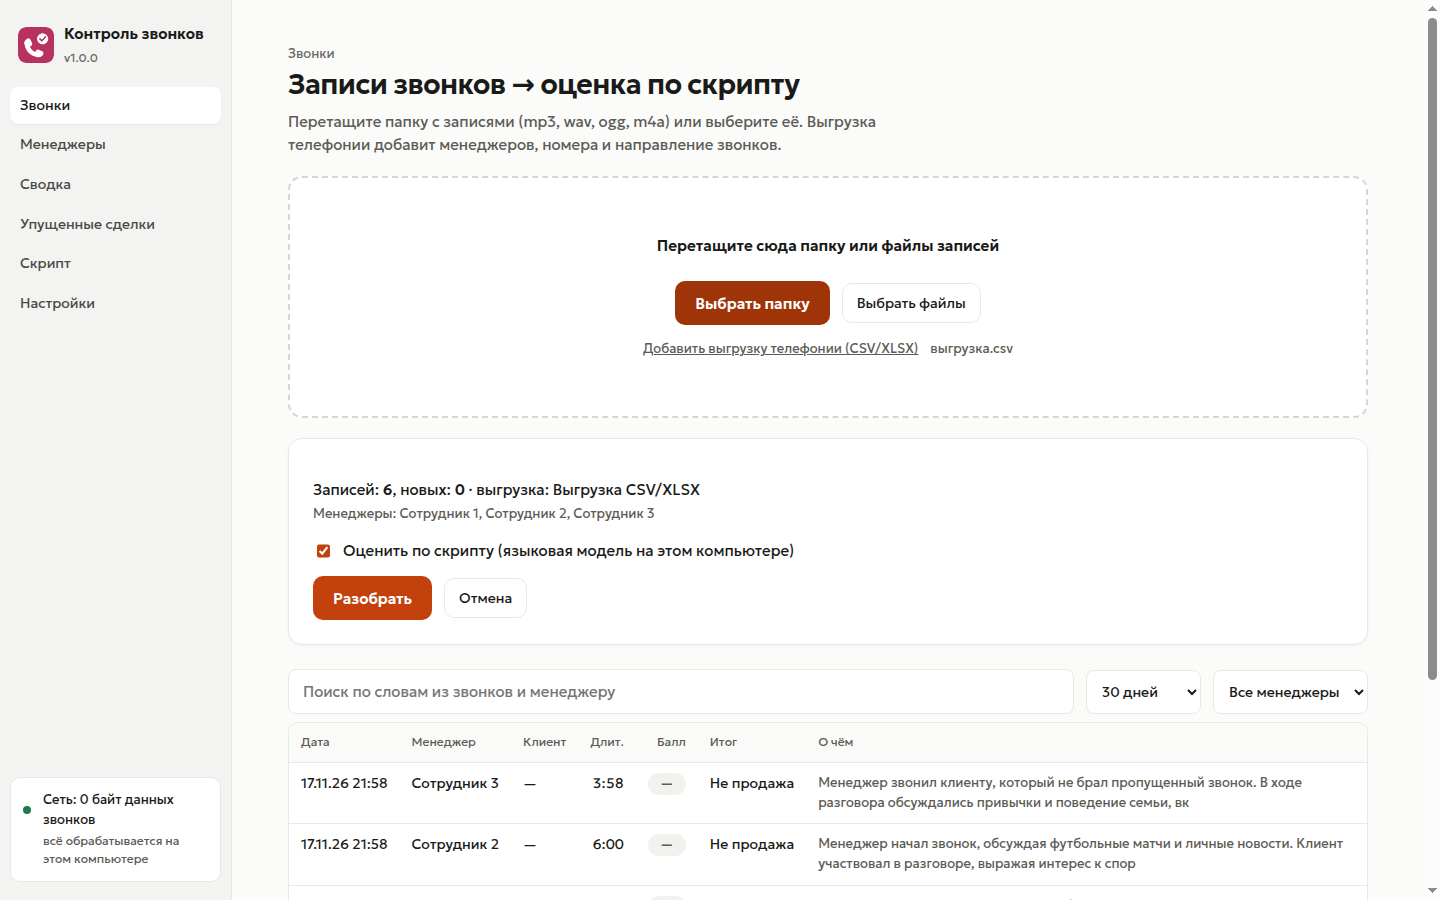 Контроль звонков
v1.0.0
Звонки
Менеджеры
Сводка
Упущенные сделки
Скрипт
Настройки
Сеть: 0 байт данных
звонков
всё обрабатывается на
этом компьютере
Звонки
Записи звонков → оценка по скрипту
Перетащите папку с записями (mp3, wav, ogg, m4a) или выберите её. Выгрузка
телефонии добавит менеджеров, номера и направление звонков.
Перетащите сюда папку или файлы записей
Выбрать папку Выбрать файлы
Добавить выгрузку телефонии (CSV/XLSX) выгрузка.csv
Записей: 6, новых: 0 · выгрузка: Выгрузка CSV/XLSX
Менеджеры: Сотрудник 1, Сотрудник 2, Сотрудник 3
Оценить по скрипту (языковая модель на этом компьютере)
Разобрать Отмена
Поиск по словам из звонков и менеджеру 30 дней Все менеджеры
Дата Менеджер Клиент Длит. Балл Итог О чём
17.11.26 21:58 Сотрудник 3 — 3:58 — Не продажа Менеджер звонил клиенту, который не брал пропущенный звонок. В ходе
разговора обсуждались привычки и поведение семьи, вк
17.11.26 21:58 Сотрудник 2 — 6:00 — Не продажа Менеджер начал звонок, обсуждая футбольные матчи и личные новости. Клиент
участвовал в разговоре, выражая интерес к спор